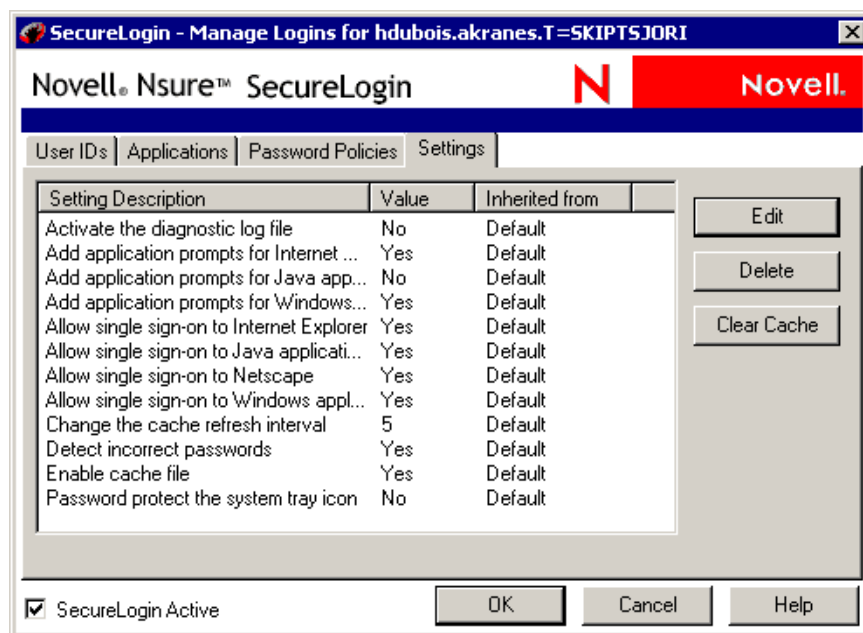 SecureLogin - Manage Logins for hdubois.akranes.T=SKIPTSJORI
Novell® Nsure™ SecureLogin N Novell.
User IDs Applications Password Policies Settings
Setting Description Value Inherited from
Activate the diagnostic log file No Default
Add application prompts for Internet ... Yes Default
Add application prompts for Java app... No Default
Add application prompts for Windows... Yes Default
Allow single sign-on to Internet Explorer Yes Default
Allow single sign-on to Java applicati... Yes Default
Allow single sign-on to Netscape Yes Default
Allow single sign-on to Windows appl... Yes Default
Change the cache refresh interval 5 Default
Detect incorrect passwords Yes Default
Enable cache file Yes Default
Password protect the system tray icon No Default
Edit
Delete
Clear Cache
SecureLogin Active
OK Cancel Help